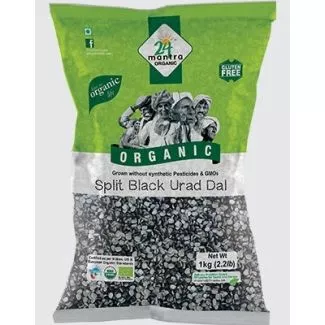 24
mantra
ORGANIC
GLUTEN
FREE
organic
ORGANIC
Grown without synthetic Pesticides & GMOs
Split Black Urad Dal
Net Wt
1kg (2.2lb)